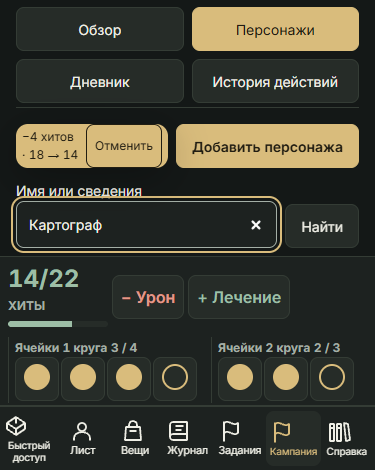 Обзор
Персонажи
Дневник
История действий
−4 хитов
· 18 → 14
Отменить
Добавить персонажа
Имя или сведения
Картограф
×
Найти
14/22
ХИТЫ
− Урон
+ Лечение
Ячейки 1 круга 3 / 4
Ячейки 2 круга 2 / 3
Быстрый
доступ
Лист
Вещи
Журнал
Задания
Кампания
Справка